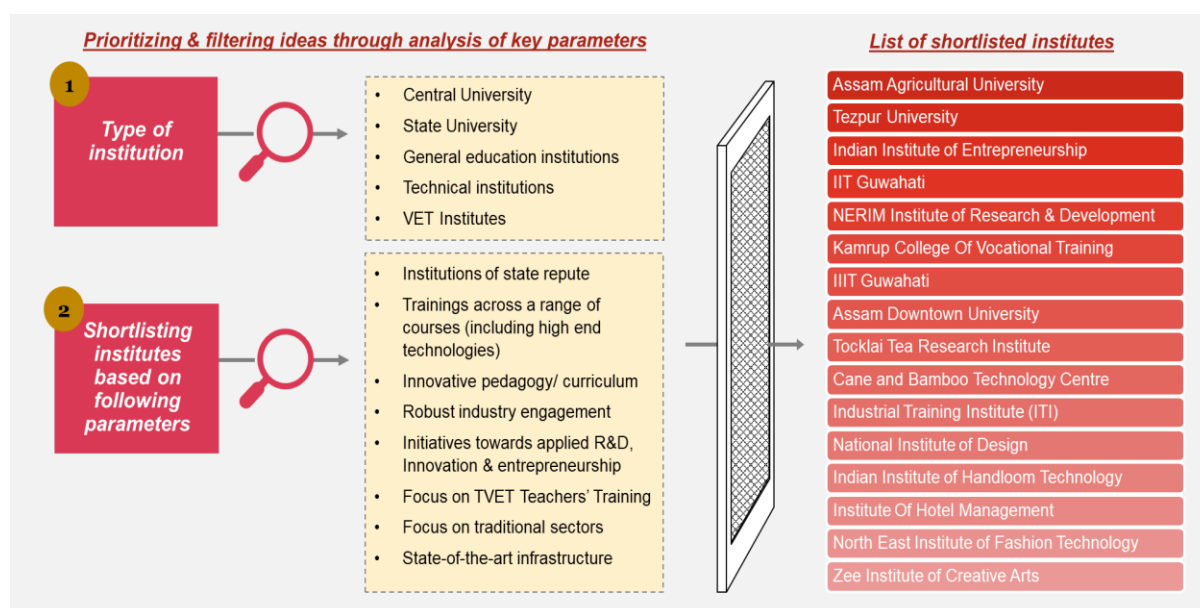 Prioritizing & filtering ideas through analysis of key parameters
1
Type of
institution
• Central University
• State University
• General education institutions
• Technical institutions
• VET Institutes
2
Shortlisting
institutes
based on
following
parameters
• Institutions of state repute
• Trainings across a range of
courses (including high end
technologies)
• Innovative pedagogy/ curriculum
• Robust industry engagement
• Initiatives towards applied R&D,
Innovation & entrepreneurship
• Focus on TVET Teachers’ Training
• Focus on traditional sectors
• State-of-the-art infrastructure
List of shortlisted institutes
Assam Agricultural University
Tezpur University
Indian Institute of Entrepreneurship
IIT Guwahati
NERIM Institute of Research & Development
Kamrup College Of Vocational Training
IIIT Guwahati
Assam Downtown University
Tocklai Tea Research Institute
Cane and Bamboo Technology Centre
Industrial Training Institute (ITI)
National Institute of Design
Indian Institute of Handloom Technology
Institute Of Hotel Management
North East Institute of Fashion Technology
Zee Institute of Creative Arts